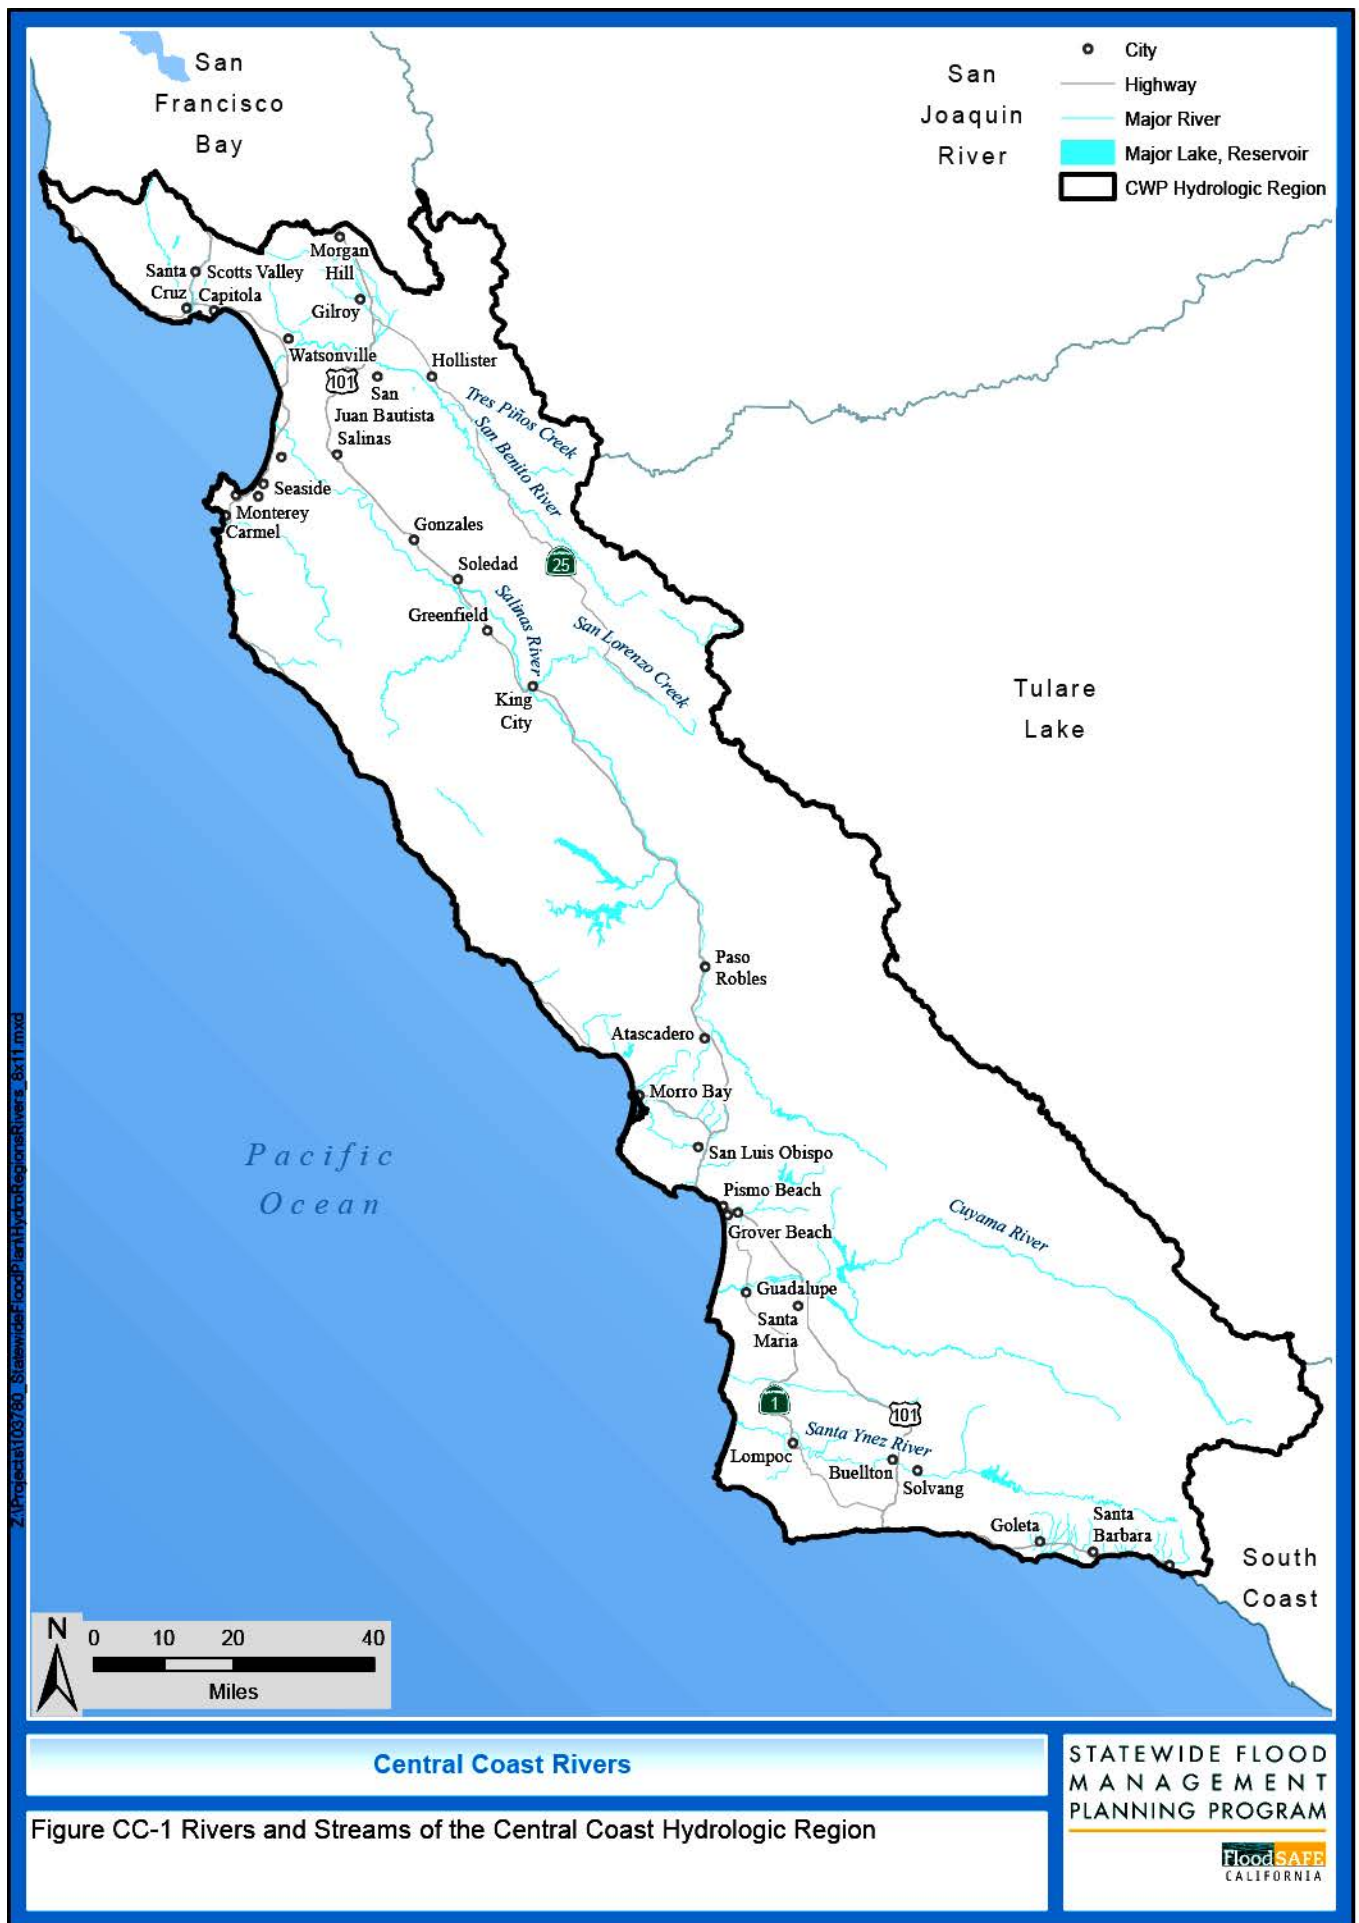 San
Francisco
Bay
San
Joaquin
River
City
Highway
Major River
Major Lake, Reservoir
CWP Hydrologic Region
Morgan
Hill
Santa
Cruz
Scotts Valley
Capitola
Gilroy
Watsonville
Hollister
101
San
Juan Bautista
Tres Piños Creek
San Benito River
Salinas
Seaside
Monterey
Carmel
Gonzales
Soledad
25
Greenfield
Salinas River
San Lorenzo Creek
King
City
Tulare
Lake
Paso
Robles
Atascadero
Morro Bay
San Luis Obispo
Pismo Beach
Grover Beach
Cuyama River
Pacific
Ocean
Guadalupe
Santa
Maria
1
101
Santa Ynez River
Lompoc
Buellton
Solvang
Goleta
Santa
Barbara
South
Coast
Z:\Projects\103780_StatewideFloodPlan\HydroRegionsRivers_8x11.mxd
N
0 10 20 40
Miles
Central Coast Rivers
Figure CC-1 Rivers and Streams of the Central Coast Hydrologic Region
STATEWIDE FLOOD
MANAGEMENT
PLANNING PROGRAM
FloodSAFE
CALIFORNIA